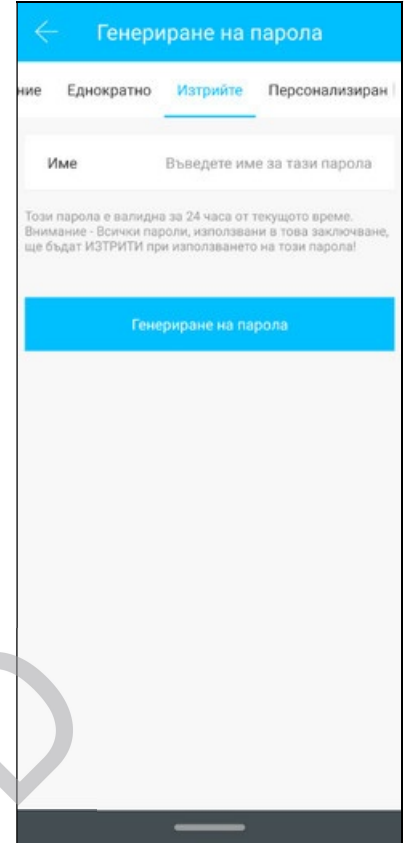 Генериране на парола
ние Еднократно Изтрийте Персонализиран
Име Въведете име за тази парола
Този парола е валидна за 24 часа от текущото време.
Внимание - Всички пароли, използвани в това заключване,
ще бъдат ИЗТРИТИ при използването на този парола!
Генериране на парола